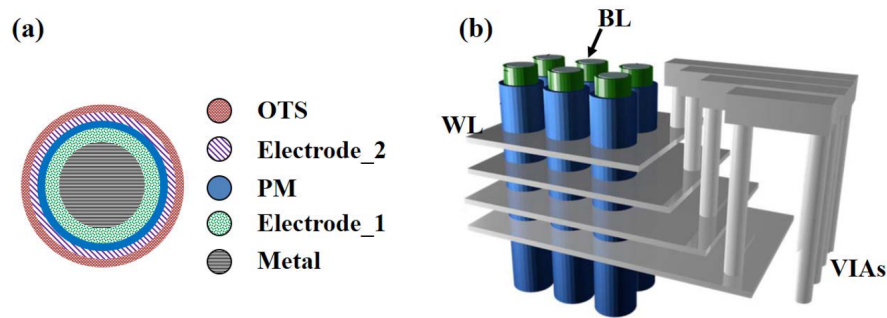 (a)
OTS
Electrode_2
PM
Electrode_1
Metal
(b)
BL
WL
VIAs